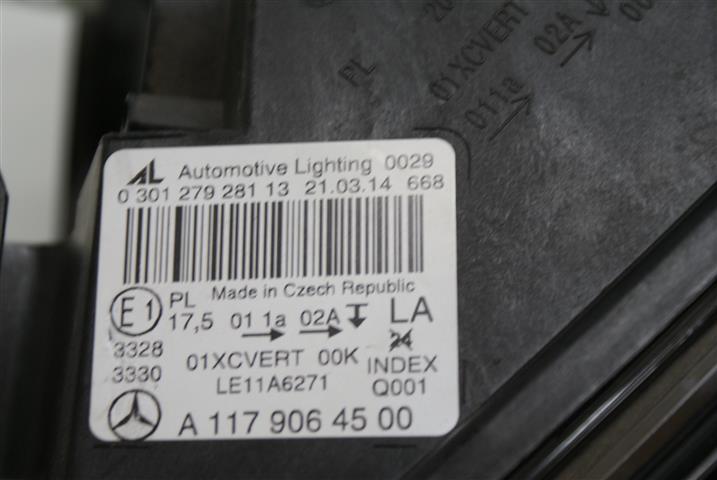 PL 20
01XCVERT
011a 02A 00
AL Automotive Lighting 0029
0 301 279 281 13 21.03.14 668
Made in Czech Republic
E1 PL 17,5 01 1a 02A LA
24
3328
3330
01XCVERT 00K INDEX
LE11A6271 Q001
A 117 906 45 00